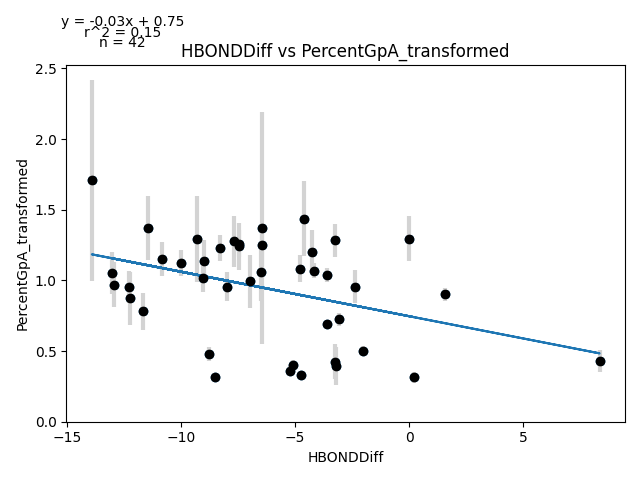 y = -0.03x + 0.75
r^2 = 0.15
n = 42
HBONDDiff vs PercentGpA_transformed
2.5
2.0
1.5
1.0
0.5
0.0
PercentGpA_transformed
−15
−10
−5
0
5
HBONDDiff